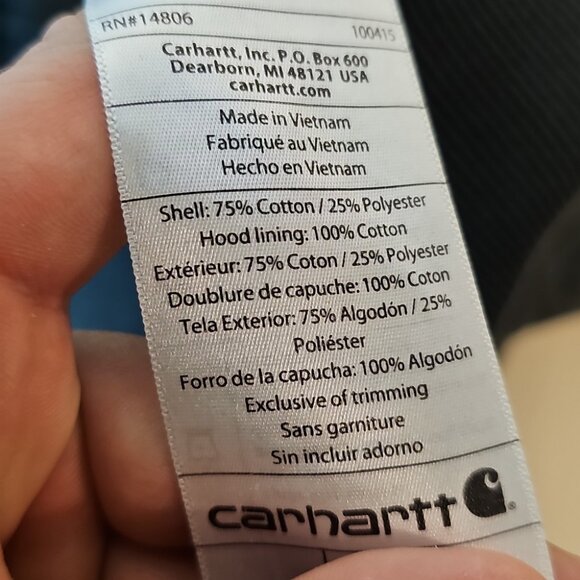 RN#14806 100415
Carhartt, Inc. P.O. Box 600
Dearborn, MI 48121 USA
carhartt.com
Made in Vietnam
Fabriqué au Vietnam
Hecho en Vietnam
Shell: 75% Cotton / 25% Polyester
Hood lining: 100% Cotton
Extérieur: 75% Coton / 25% Polyester
Doublure de capuche: 100% Coton
Tela Exterior: 75% Algodón / 25%
Poliéster
Forro de la capucha: 100% Algodón
Exclusive of trimming
Sans garniture
Sin incluir adorno
carhartt®